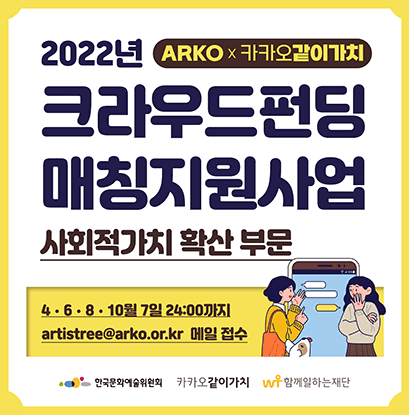 2022년 ARKO x 카카오같이가치
크라우드펀딩
매칭지원사업
사회적가치 확산 부문
4 · 6 · 8 · 10월 7일 24:00까지
artistree@arko.or.kr 메일 접수
한국문화예술위원회 카카오같이가치 함께일하는재단